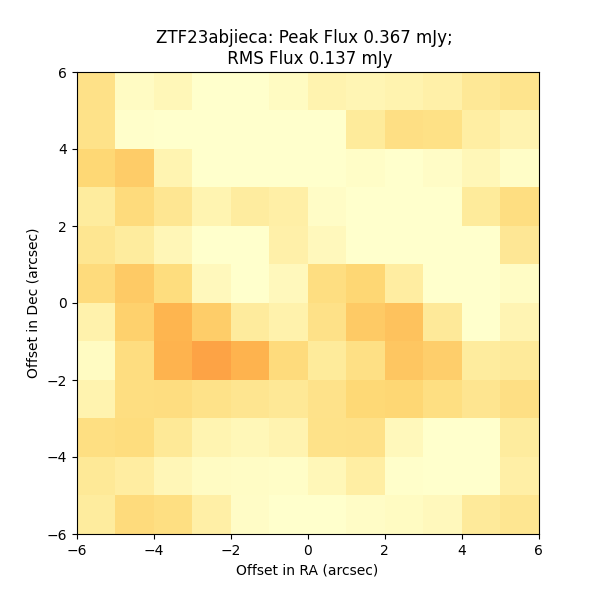 ZTF23abjieca: Peak Flux 0.367 mJy;
RMS Flux 0.137 mJy
6
4
2
0
−2
−4
−6
Offset in Dec (arcsec)
−6 −4 −2 0 2 4 6
Offset in RA (arcsec)